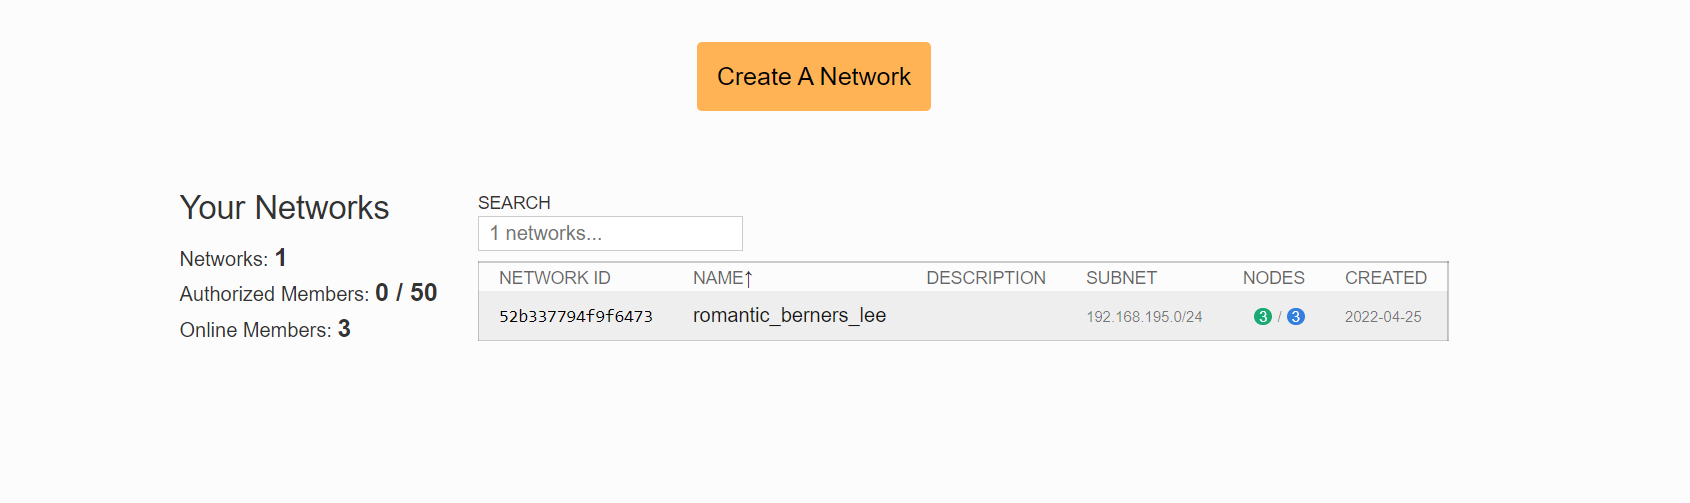 Create A Network
Your Networks
Networks: 1
Authorized Members: 0 / 50
Online Members: 3
SEARCH
1 networks...
NETWORK ID NAME↑ DESCRIPTION SUBNET NODES CREATED
52b337794f9f6473 romantic_berners_lee 192.168.195.0/24 3 / 3 2022-04-25